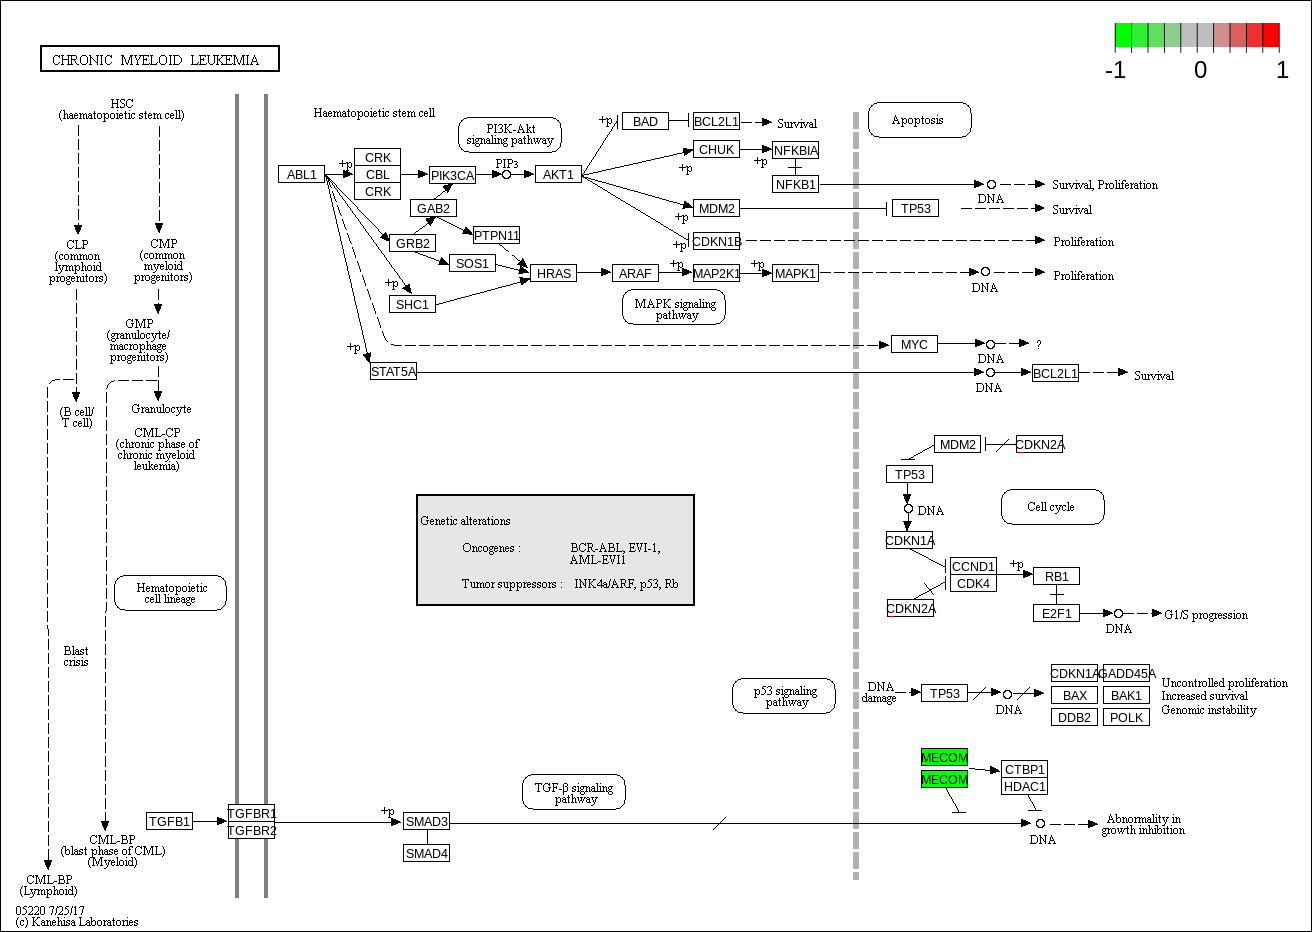 -1 0 1
CHRONIC MYELOID LEUKEMIA
HSC
(haematopoietic stem cell)
CLP
(common
lymphoid
progenitors)
CMP
(common
myeloid
progenitors)
GMP
(granulocyte/
macrophage
progenitors)
(B cell/
T cell)
Granulocyte
CML-CP
(chronic phase of
chronic myeloid
leukemia)
Hematopoietic
cell lineage
Blast
crisis
CML-BP
(blast phase of CML)
(Myeloid)
CML-BP
(Lymphoid)
05220 7/25/17
(c) Kanehisa Laboratories
Haematopoietic stem cell
PI3K-Akt
signaling pathway
ABL1
+p
CRK
CBL
CRK
PIK3CA
PIP3
AKT1
GAB2
GRB2
PTPN11
SOS1
+p
SHC1
HRAS
ARAF
+p
MAP2K1
+p
MAPK1
MAPK signaling
pathway
+p
STAT5A
+p
BAD
BCL2L1
Survival
CHUK
+p
NFKBIA
+p
NFKB1
MDM2
+p
CDKN1B
+p
Apoptosis
DNA
Survival, Proliferation
TP53
Survival
Proliferation
DNA
Proliferation
MYC
DNA
?
DNA
BCL2L1
Survival
MDM2
CDKN2A
TP53
DNA
Cell cycle
CDKN1A
CCND1
CDK4
+p
RB1
CDKN2A
E2F1
DNA
G1/S progression
Genetic alterations
Oncogenes : BCR-ABL, EVI-1,
AML-EVI1
Tumor suppressors : INK4a/ARF, p53, Rb
p53 signaling
pathway
DNA
damage
TP53
DNA
CDKN1A GADD45A
BAX BAK1
DDB2 POLK
Uncontrolled proliferation
Increased survival
Genomic instability
MECOM
MECOM
CTBP1
HDAC1
TGF-β signaling
pathway
TGFB1
TGFBR1
TGFBR2
+p
SMAD3
SMAD4
DNA
Abnormality in
growth inhibition